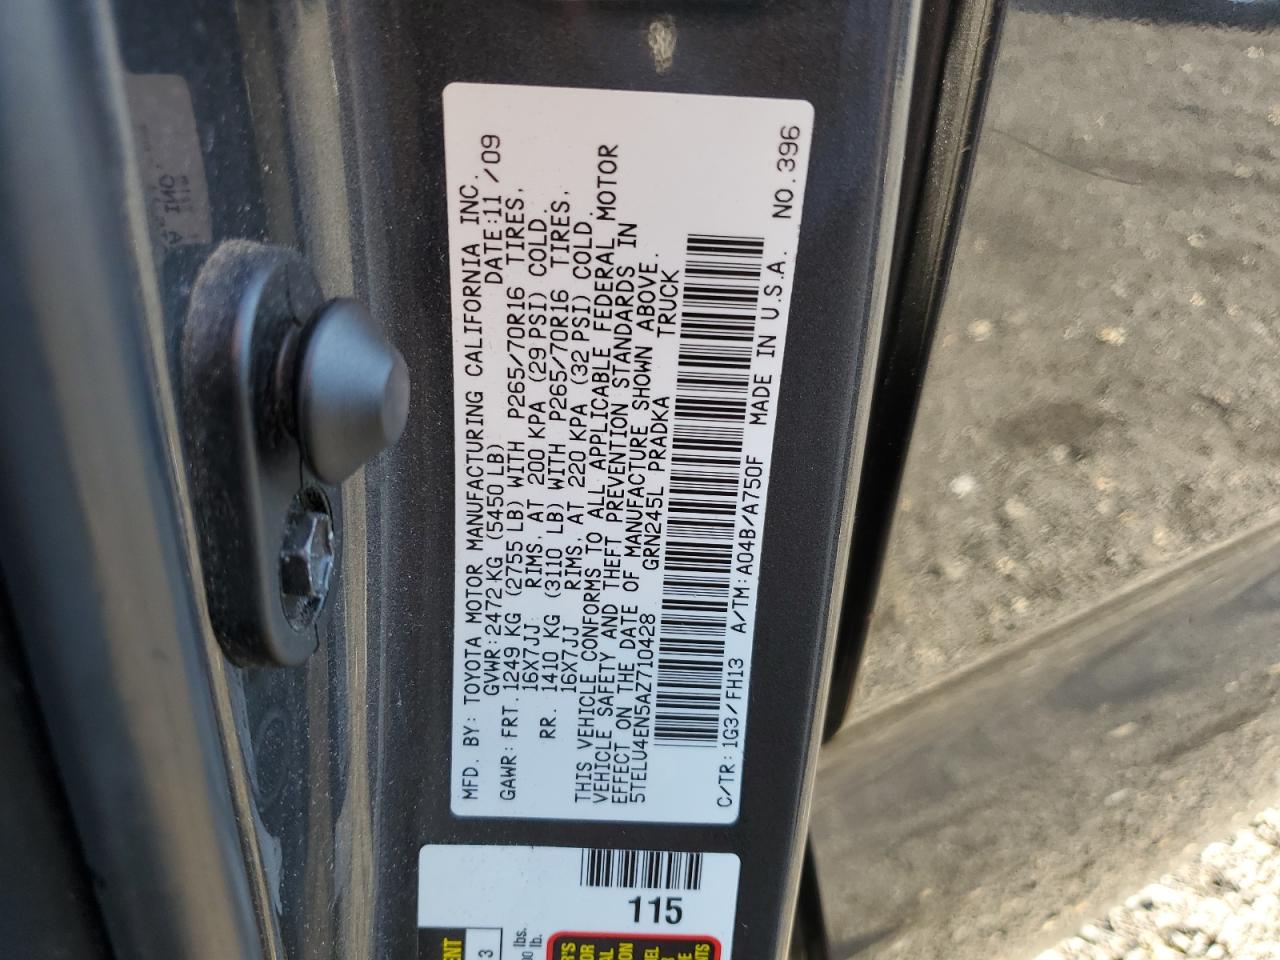 MFD. BY: TOYOTA MOTOR MANUFACTURING CALIFORNIA INC.
GVWR: 2472 KG (5450 LB) DATE: 11 /09
GAWR: FRT. 1249 KG (2755 LB) WITH P265/70R16 TIRES,
16X7JJ RIMS, AT 200 KPA (29 PSI) COLD.
RR. 1410 KG (3110 LB) WITH P265/70R16 TIRES,
16X7JJ RIMS, AT 220 KPA (32 PSI) COLD.
THIS VEHICLE CONFORMS TO ALL APPLICABLE FEDERAL MOTOR
VEHICLE SAFETY AND THEFT PREVENTION STANDARDS IN
EFFECT ON THE DATE OF MANUFACTURE SHOWN ABOVE.
5TELU4EN5AZ710428 GRN245L PRADKA TRUCK
C/TR: 1G3/FH13 A/TM: A04B/A750F MADE IN U.S.A. NO. 396
115